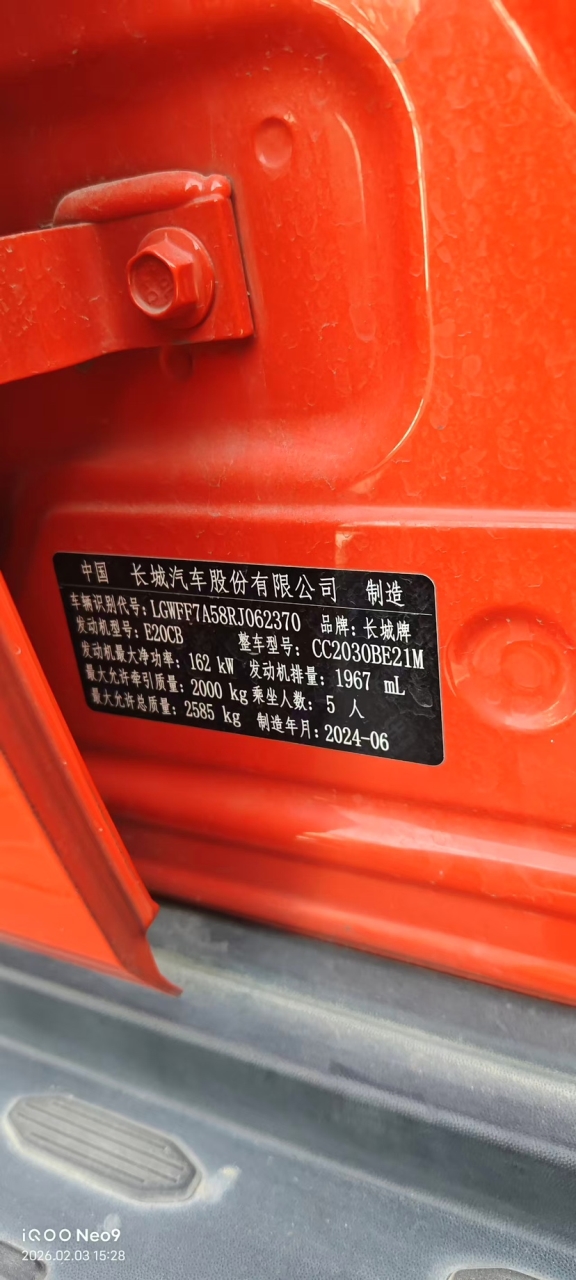 中国 长城汽车股份有限公司 制造
车辆识别代号: LGWFF7A58RJ062370 品牌: 长城牌
发动机型号: E20CB 整车型号: CC2030BE21M
发动机最大净功率: 162 kW 发动机排量: 1967 mL
最大允许牵引质量: 2000 kg 乘坐人数: 5 人
最大允许总质量: 2585 kg 制造年月: 2024-06
iQOO Neo9
2026.02.03 15:28